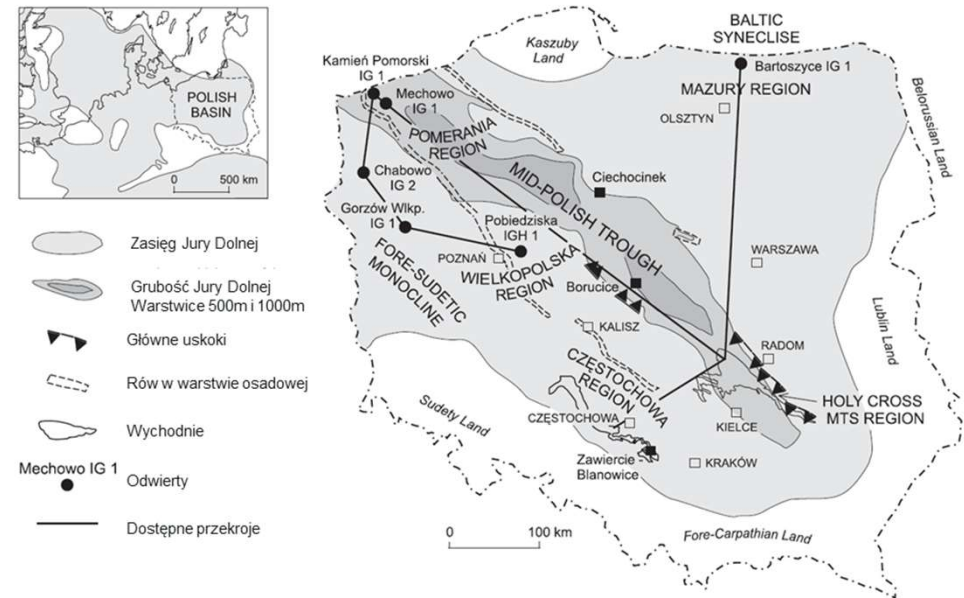 POLISH
BASIN
0 500 km
Zasięg Jury Dolnej
Grubość Jury Dolnej
Warstwice 500m i 1000m
Główne uskoki
Rów w warstwie osadowej
Wychodnie
Mechowo IG 1
Odwierty
Dostępne przekroje
BALTIC
SYNECLISE
Kaszuby
Land
Kamień Pomorski
IG 1
Bartoszyce IG 1
Mechowo
IG 1
MAZURY REGION
OLSZTYN
Belorussian Land
POMERANIA
REGION
MID-POLISH TROUGH
Ciechocinek
Chabowo
IG 2
Gorzów Wlkp.
IG 1
Pobiedziska
IGH 1
POZNAŃ
WARSZAWA
WIELKOPOLSKA
REGION
FORE-SUDETIC
MONOCLINE
Borucice
KALISZ
Lublin Land
RADOM
CZĘSTOCHOWA
REGION
HOLY CROSS
MTS REGION
Sudety Land
CZĘSTOCHOWA
KIELCE
Zawiercie -
Blanowice
KRAKÓW
0 100 km
Fore-Carpathian Land